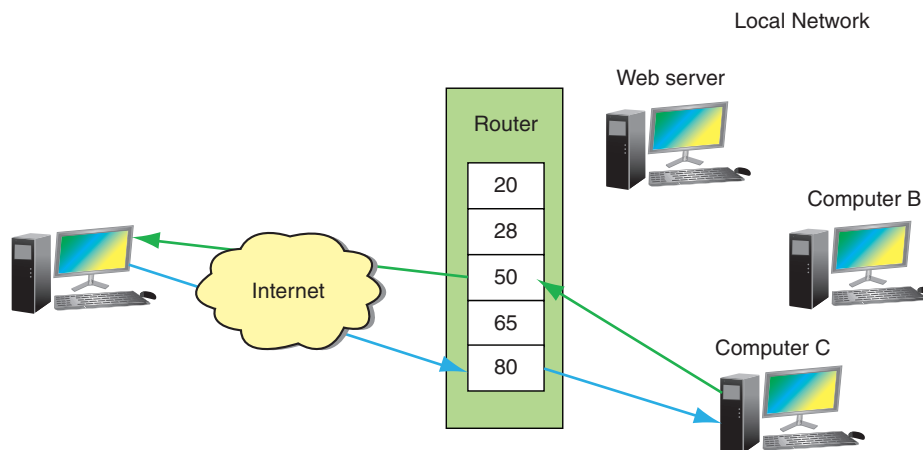 Local Network
Web server
Router
20
28
50
65
80
Internet
Computer B
Computer C